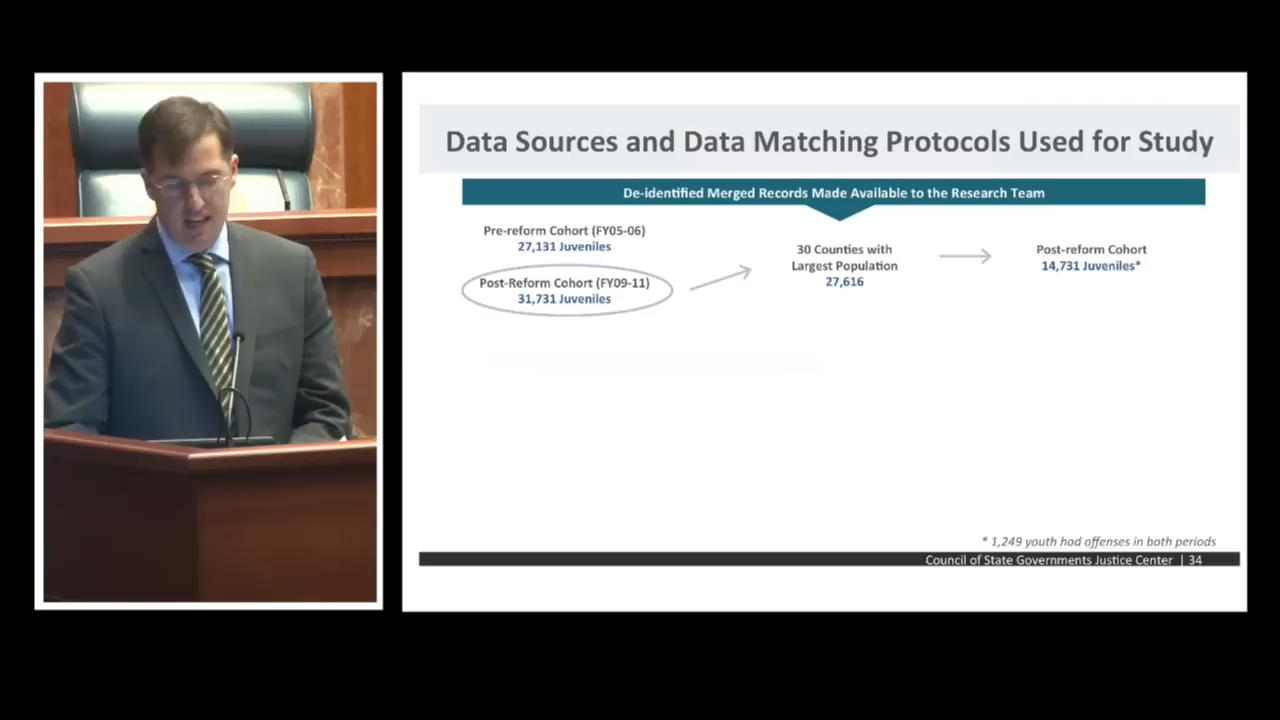 Data Sources and Data Matching Protocols Used for Study
De-identified Merged Records Made Available to the Research Team
Pre-reform Cohort (FY05-06)
27,131 Juveniles
Post-Reform Cohort (FY09-11)
31,731 Juveniles
30 Counties with
Largest Population
27,616
Post-reform Cohort
14,731 Juveniles*
* 1,249 youth had offenses in both periods
Council of State Governments Justice Center | 34